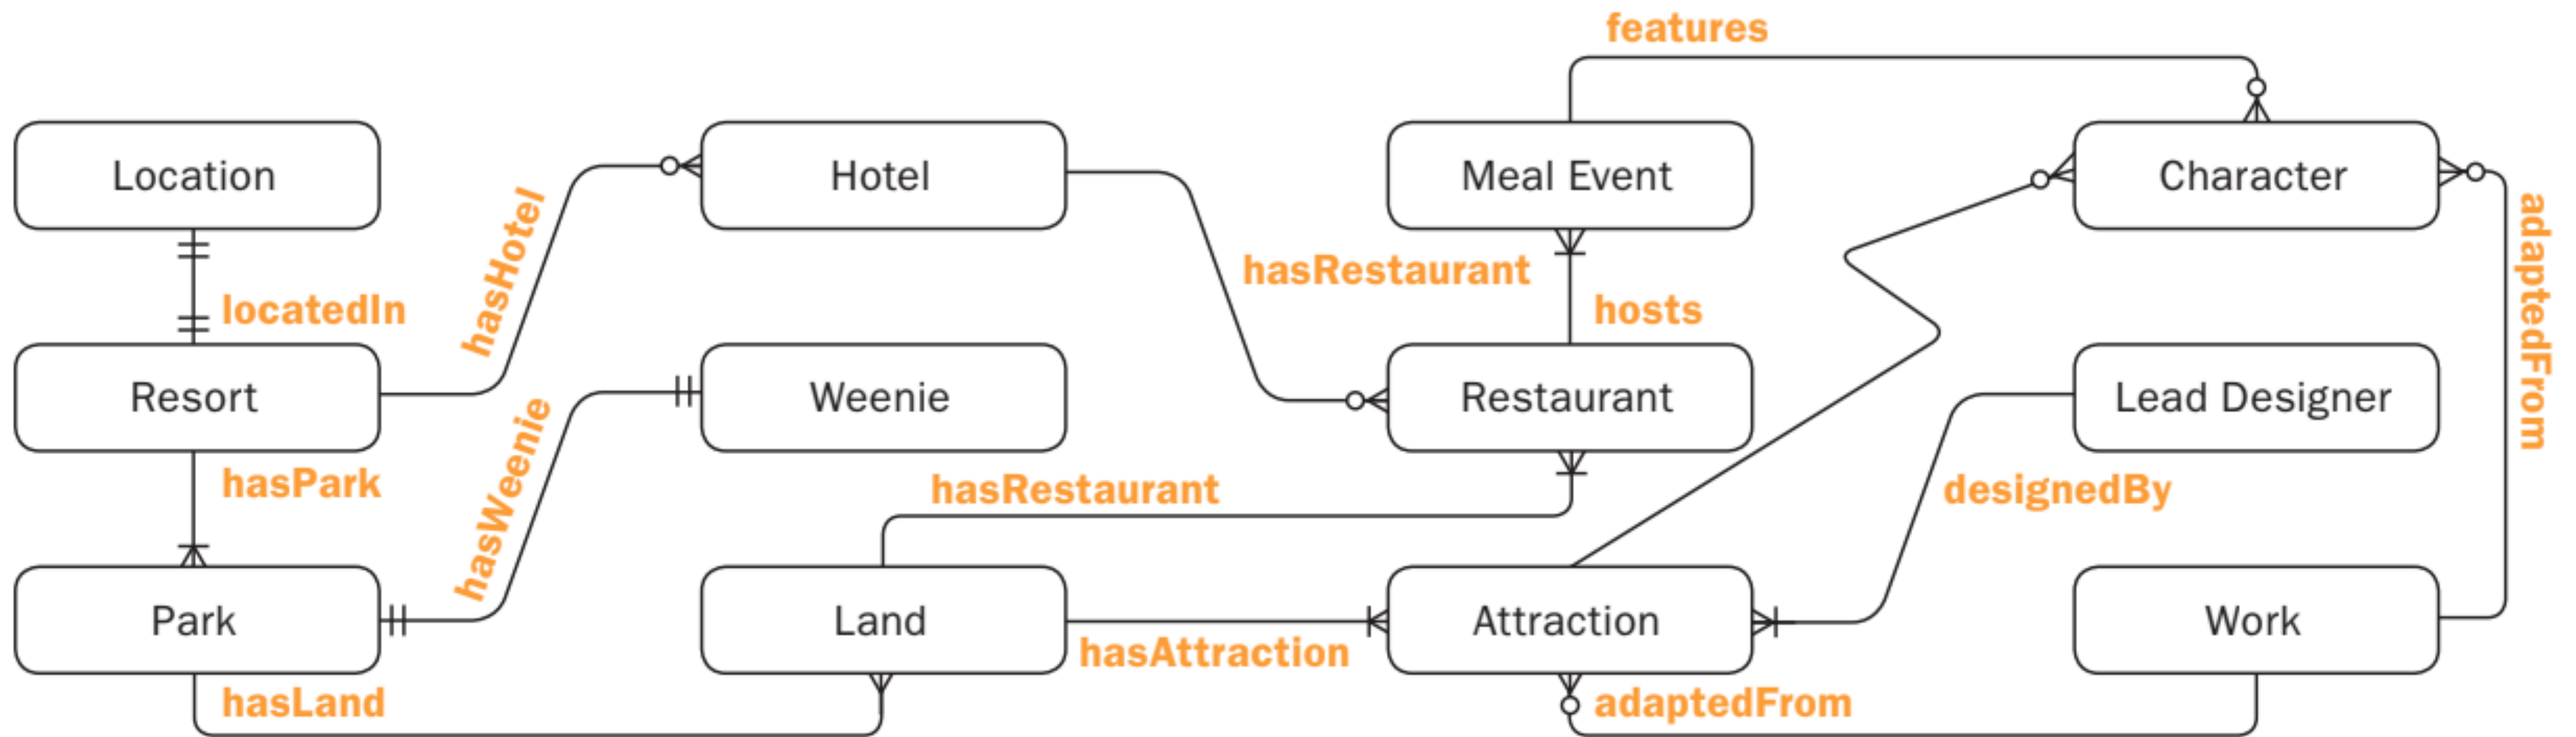 features
Location
Hotel
Meal Event
Character
hasHotel
hasRestaurant
adaptedFrom
locatedIn
hosts
Resort
Weenie
Restaurant
Lead Designer
hasPark
hasWeenie
hasRestaurant
designedBy
Park
Land
hasAttraction
Attraction
Work
hasLand
adaptedFrom